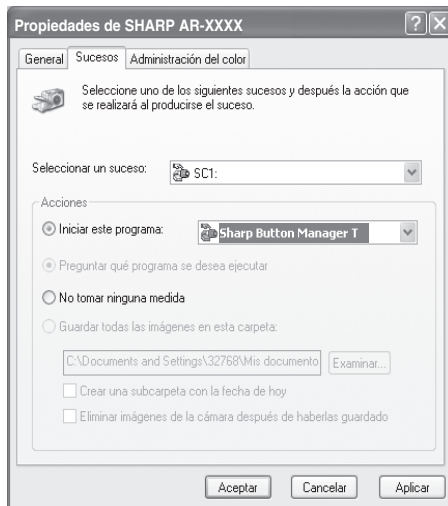 Propiedades de SHARP AR-XXXX
General Sucesos Administración del color
Seleccione uno de los siguientes sucesos y después la acción que
se realizará al producirse el suceso.
Seleccionar un suceso: SC1:
Acciones
Iniciar este programa: Sharp Button Manager T
Preguntar qué programa se desea ejecutar
No tomar ninguna medida
Guardar todas las imágenes en esta carpeta:
C:\Documents and Settings\32768\Mis documento Examinar...
Crear una subcarpeta con la fecha de hoy
Eliminar imágenes de la cámara después de haberlas guardado
Aceptar Cancelar Aplicar